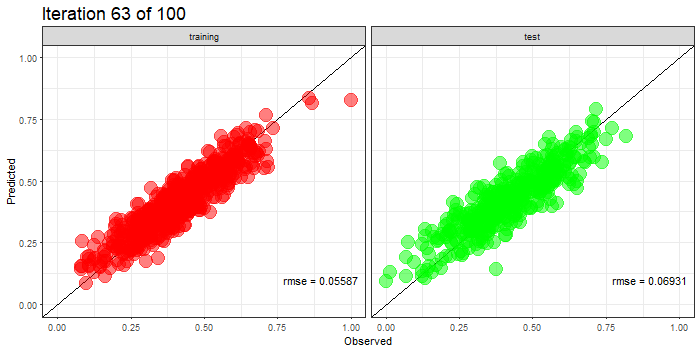 Iteration 63 of 100
training
test
1.00
0.75
0.50
0.25
0.00
Predicted
rmse = 0.05587
rmse = 0.06931
0.00 0.25 0.50 0.75 1.00 0.00 0.25 0.50 0.75 1.00
Observed